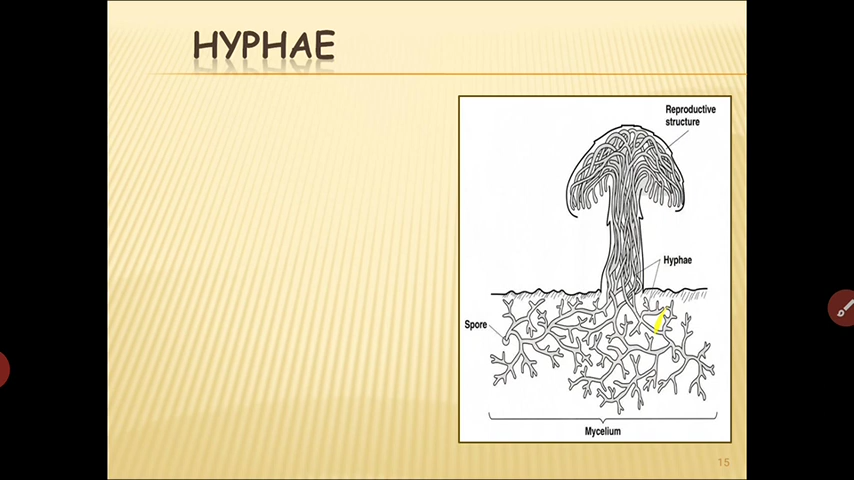 HYPHAE
Reproductive
structure
Hyphae
Spore
Mycelium
15